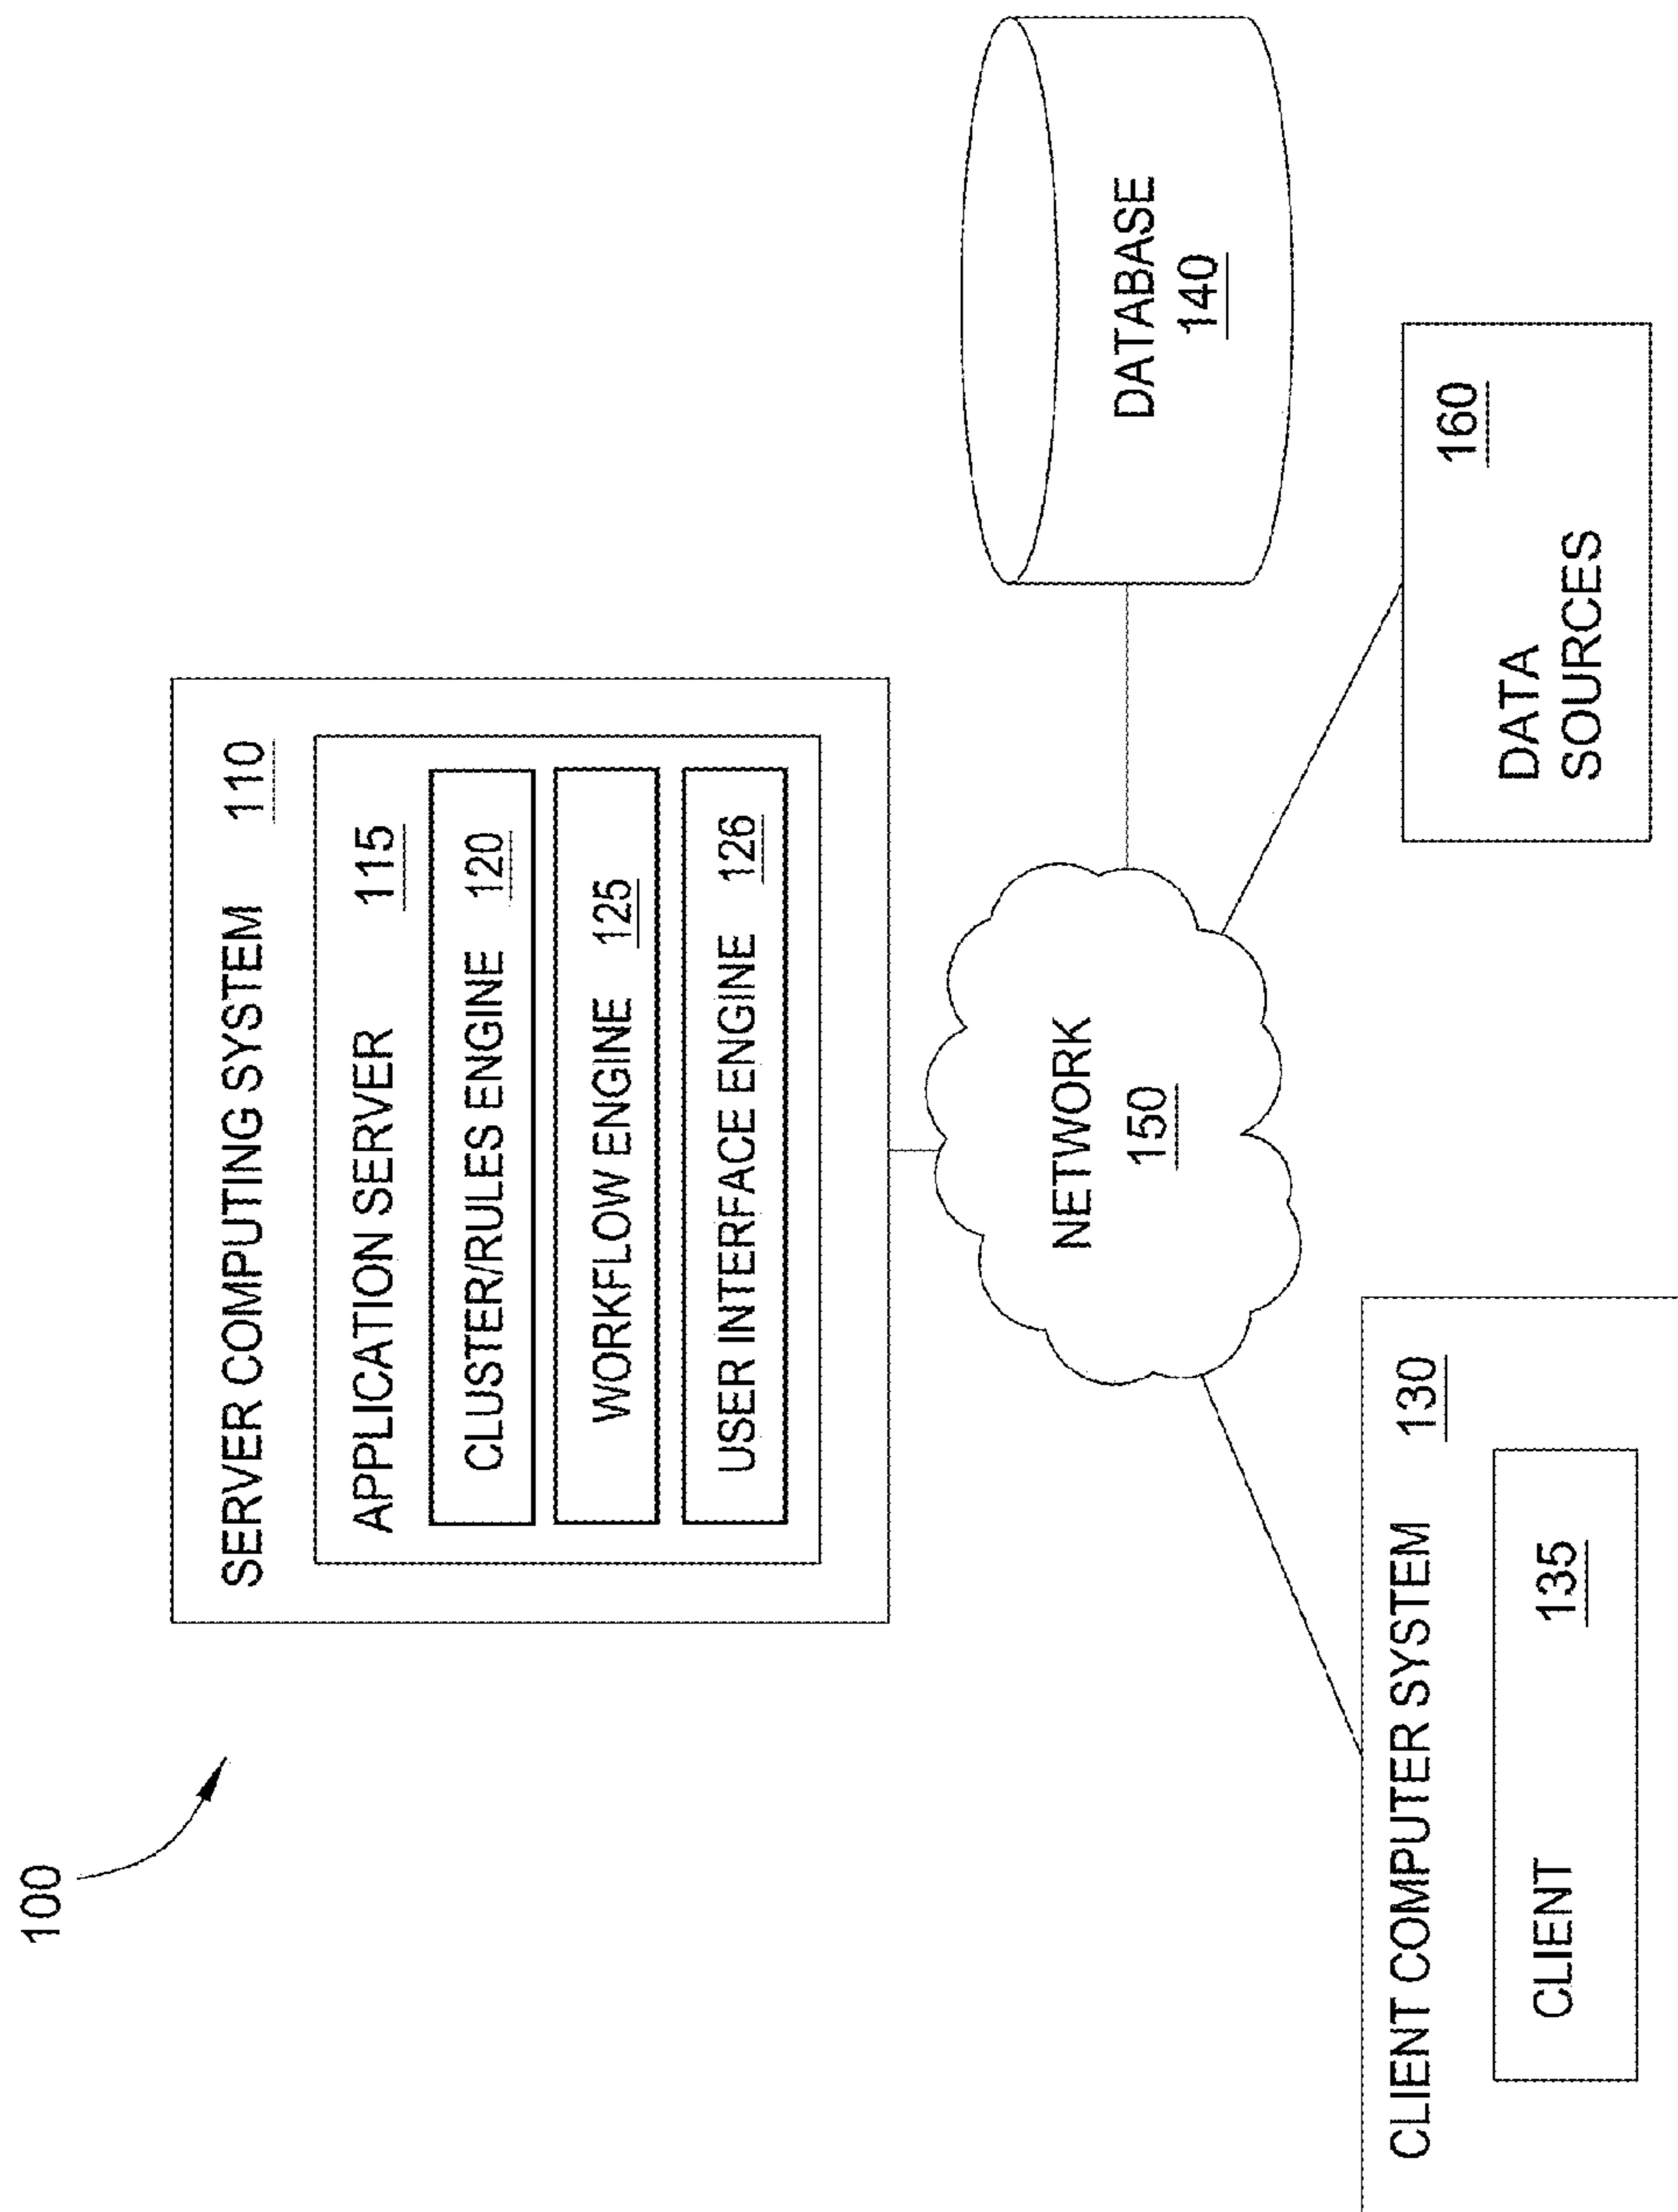 100
SERVER COMPUTING SYSTEM 110
APPLICATION SERVER 115
CLUSTER/RULES ENGINE 120
WORKFLOW ENGINE 125
USER INTERFACE ENGINE 126
NETWORK
150
DATABASE
140
CLIENT COMPUTER SYSTEM 130
CLIENT 135
160
DATA
SOURCES